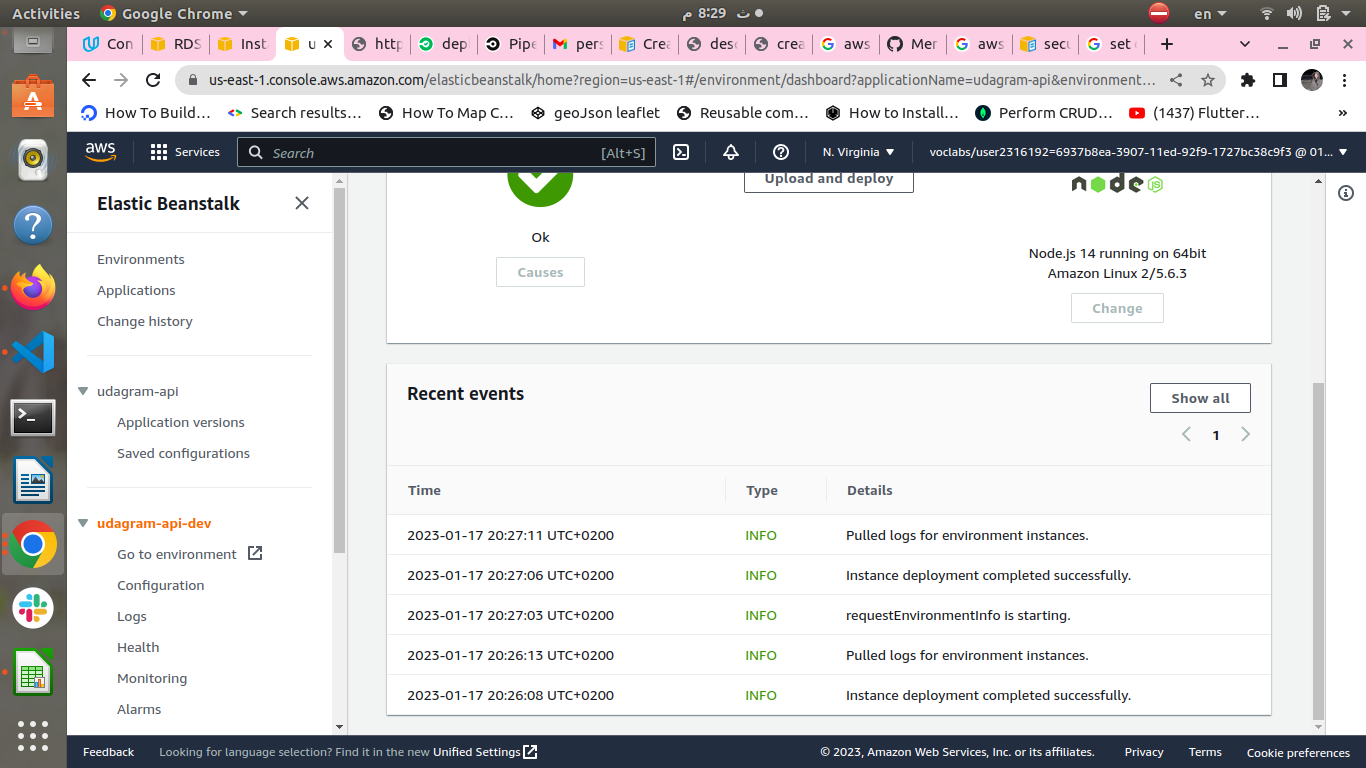 Activities
Google Chrome
ث 8:29 م
en
Con
RDS
Inst
u
http
dep
Pipe
pers
Crea
desc
crea
aws
Mer
aws
secu
set
us-east-1.console.aws.amazon.com/elasticbeanstalk/home?region=us-east-1#/environment/dashboard?applicationName=udagram-api&environment...
How To Build...
Search results...
How To Map C...
geoJson leaflet
Reusable com...
How to Install...
Perform CRUD...
(1437) Flutter...
»
aws
Services
Search
[Alt+S]
N. Virginia
voclabs/user2316192=6937b8ea-3907-11ed-92f9-1727bc38c9f3 @ 01...
Elastic Beanstalk
Environments
Applications
Change history
udagram-api
Application versions
Saved configurations
udagram-api-dev
Go to environment
Configuration
Logs
Health
Monitoring
Alarms
Ok
Causes
Upload and deploy
node
JS
Node.js 14 running on 64bit
Amazon Linux 2/5.6.3
Change
Recent events
Show all
1
Time Type Details
2023-01-17 20:27:11 UTC+0200 INFO Pulled logs for environment instances.
2023-01-17 20:27:06 UTC+0200 INFO Instance deployment completed successfully.
2023-01-17 20:27:03 UTC+0200 INFO requestEnvironmentInfo is starting.
2023-01-17 20:26:13 UTC+0200 INFO Pulled logs for environment instances.
2023-01-17 20:26:08 UTC+0200 INFO Instance deployment completed successfully.
Feedback
Looking for language selection? Find it in the new Unified Settings
© 2023, Amazon Web Services, Inc. or its affiliates.
Privacy
Terms
Cookie preferences